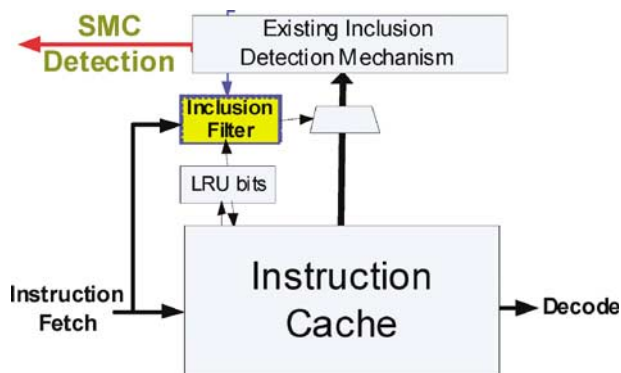 SMC
Detection
Existing Inclusion
Detection Mechanism
Inclusion
Filter
LRU bits
Instruction
Fetch
Instruction
Cache
Decode